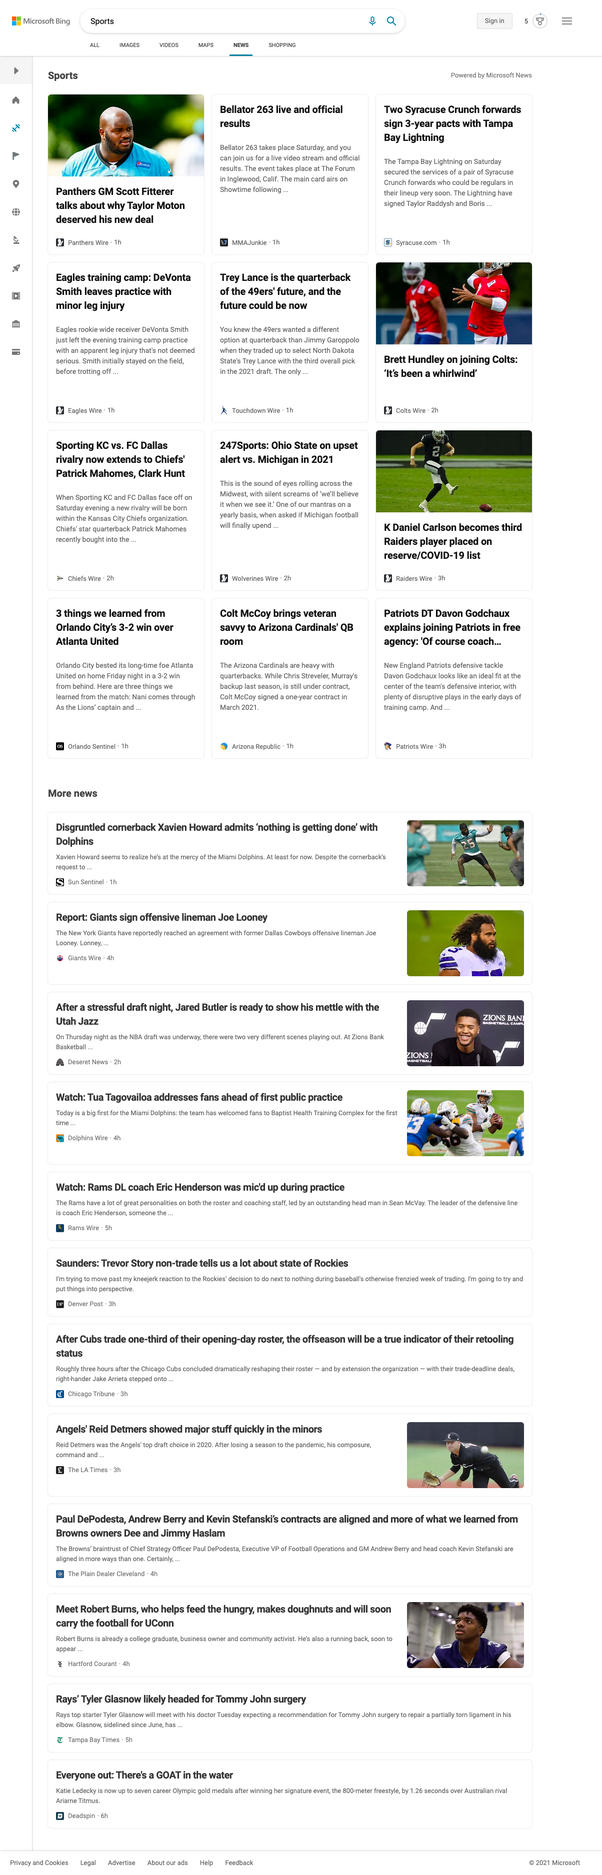 Microsoft Bing
Sports
Sign in
5
ALL IMAGES VIDEOS MAPS NEWS SHOPPING
Sports
Powered by Microsoft News
Panthers GM Scott Fitterer
talks about why Taylor Moton
deserved his new deal
Panthers Wire · 1h
Bellator 263 live and official
results
Bellator 263 takes place Saturday, and you
can join us for a live video stream and official
results. The event takes place at The Forum
in Inglewood, Calif. The main card airs on
Showtime following ...
MMAJunkie · 1h
Two Syracuse Crunch forwards
sign 3-year pacts with Tampa
Bay Lightning
The Tampa Bay Lightning on Saturday
secured the services of a pair of Syracuse
Crunch forwards who could be regulars in
their lineup very soon. The Lightning have
signed Taylor Raddysh and Boris ...
Syracuse.com · 1h
Eagles training camp: DeVonta
Smith leaves practice with
minor leg injury
Eagles rookie wide receiver DeVonta Smith
just left the evening training camp practice
with an apparent leg injury that's not deemed
serious. Smith initially stayed on the field,
before trotting off ...
Eagles Wire · 1h
Trey Lance is the quarterback
of the 49ers' future, and the
future could be now
You knew the 49ers wanted a different
option at quarterback than Jimmy Garoppolo
when they traded up to select North Dakota
State's Trey Lance with the third overall pick
in the 2021 draft. The only ...
Touchdown Wire · 1h
Brett Hundley on joining Colts:
'It's been a whirlwind'
Colts Wire · 2h
Sporting KC vs. FC Dallas
rivalry now extends to Chiefs'
Patrick Mahomes, Clark Hunt
When Sporting KC and FC Dallas face off on
Saturday evening a new rivalry will be born
within the Kansas City Chiefs organization.
Chiefs' star quarterback Patrick Mahomes
recently bought into the ...
Chiefs Wire · 2h
247Sports: Ohio State on upset
alert vs. Michigan in 2021
This is the sound of eyes rolling across the
Midwest, with silent screams of 'we'll believe
it when we see it.' One of our mantras on a
yearly basis, when asked if Michigan football
will finally upend ...
Wolverines Wire · 2h
K Daniel Carlson becomes third
Raiders player placed on
reserve/COVID-19 list
Raiders Wire · 3h
3 things we learned from
Orlando City's 3-2 win over
Atlanta United
Orlando City bested its long-time foe Atlanta
United on home Friday night in a 3-2 win
from behind. Here are three things we
learned from the match: Nani comes through
As the Lions' captain and ...
Orlando Sentinel · 1h
Colt McCoy brings veteran
savvy to Arizona Cardinals' QB
room
The Arizona Cardinals are heavy with
quarterbacks. While Chris Streveler, Murray's
backup last season, is still under contract,
Colt McCoy signed a one-year contract in
March 2021.
Arizona Republic · 1h
Patriots DT Davon Godchaux
explains joining Patriots in free
agency: 'Of course coach...
New England Patriots defensive tackle
Davon Godchaux looks like an ideal fit at the
center of the team's defensive interior, with
plenty of disruptive plays in the early days of
training camp. And ...
Patriots Wire · 3h
More news
Disgruntled cornerback Xavien Howard admits 'nothing is getting done' with
Dolphins
Xavien Howard seems to realize he's at the mercy of the Miami Dolphins. At least for now. Despite the cornerback's
request to ...
Sun Sentinel · 1h
25
Report: Giants sign offensive lineman Joe Looney
The New York Giants have reportedly reached an agreement with former Dallas Cowboys offensive lineman Joe
Looney. Lonney, ...
Giants Wire · 4h
After a stressful draft night, Jared Butler is ready to show his mettle with the
Utah Jazz
On Thursday night as the NBA draft was underway, there were two very different scenes playing out. At Zions Bank
Basketball ...
Deseret News · 2h
ZIONS BAN
BASKETBALL CAMP
ZIONS
Watch: Tua Tagovailoa addresses fans ahead of first public practice
Today is a big first for the Miami Dolphins: the team has welcomed fans to Baptist Health Training Complex for the first
time ...
Dolphins Wire · 4h
Watch: Rams DL coach Eric Henderson was mic'd up during practice
The Rams have a lot of great personalities on both the roster and coaching staff, led by an outstanding head man in Sean McVay. The leader of the defensive line
is coach Eric Henderson, someone the ...
Rams Wire · 5h
Saunders: Trevor Story non-trade tells us a lot about state of Rockies
I'm trying to move past my kneejerk reaction to the Rockies' decision to do next to nothing during baseball's otherwise frenzied week of trading. I'm going to try and
put things into perspective.
Denver Post · 3h
After Cubs trade one-third of their opening-day roster, the offseason will be a true indicator of their retooling
status
Roughly three hours after the Chicago Cubs concluded dramatically reshaping their roster — and by extension the organization — with their trade-deadline deals,
right-hander Jake Arrieta stepped onto ...
Chicago Tribune · 3h
Angels' Reid Detmers showed major stuff quickly in the minors
Reid Detmers was the Angels' top draft choice in 2020. After losing a season to the pandemic, his composure,
command and ...
The LA Times · 3h
Paul DePodesta, Andrew Berry and Kevin Stefanski's contracts are aligned and more of what we learned from
Browns owners Dee and Jimmy Haslam
The Browns' braintrust of Chief Strategy Officer Paul DePodesta, Executive VP of Football Operations and GM Andrew Berry and head coach Kevin Stefanski are
aligned in more ways than one. Certainly, ...
The Plain Dealer Cleveland · 4h
Meet Robert Burns, who helps feed the hungry, makes doughnuts and will soon
carry the football for UConn
Robert Burns is already a college graduate, business owner and community activist. He's also a running back, soon to
appear ...
Hartford Courant · 4h
Rays' Tyler Glasnow likely headed for Tommy John surgery
Rays top starter Tyler Glasnow will meet with his doctor Tuesday expecting a recommendation for Tommy John surgery to repair a partially torn ligament in his
elbow. Glasnow, sidelined since June, has ...
Tampa Bay Times · 5h
Everyone out: There's a GOAT in the water
Katie Ledecky is now up to seven career Olympic gold medals after winning her signature event, the 800-meter freestyle, by 1.26 seconds over Australian rival
Ariarne Titmus.
Deadspin · 6h
Privacy and Cookies Legal Advertise About our ads Help Feedback
© 2021 Microsoft